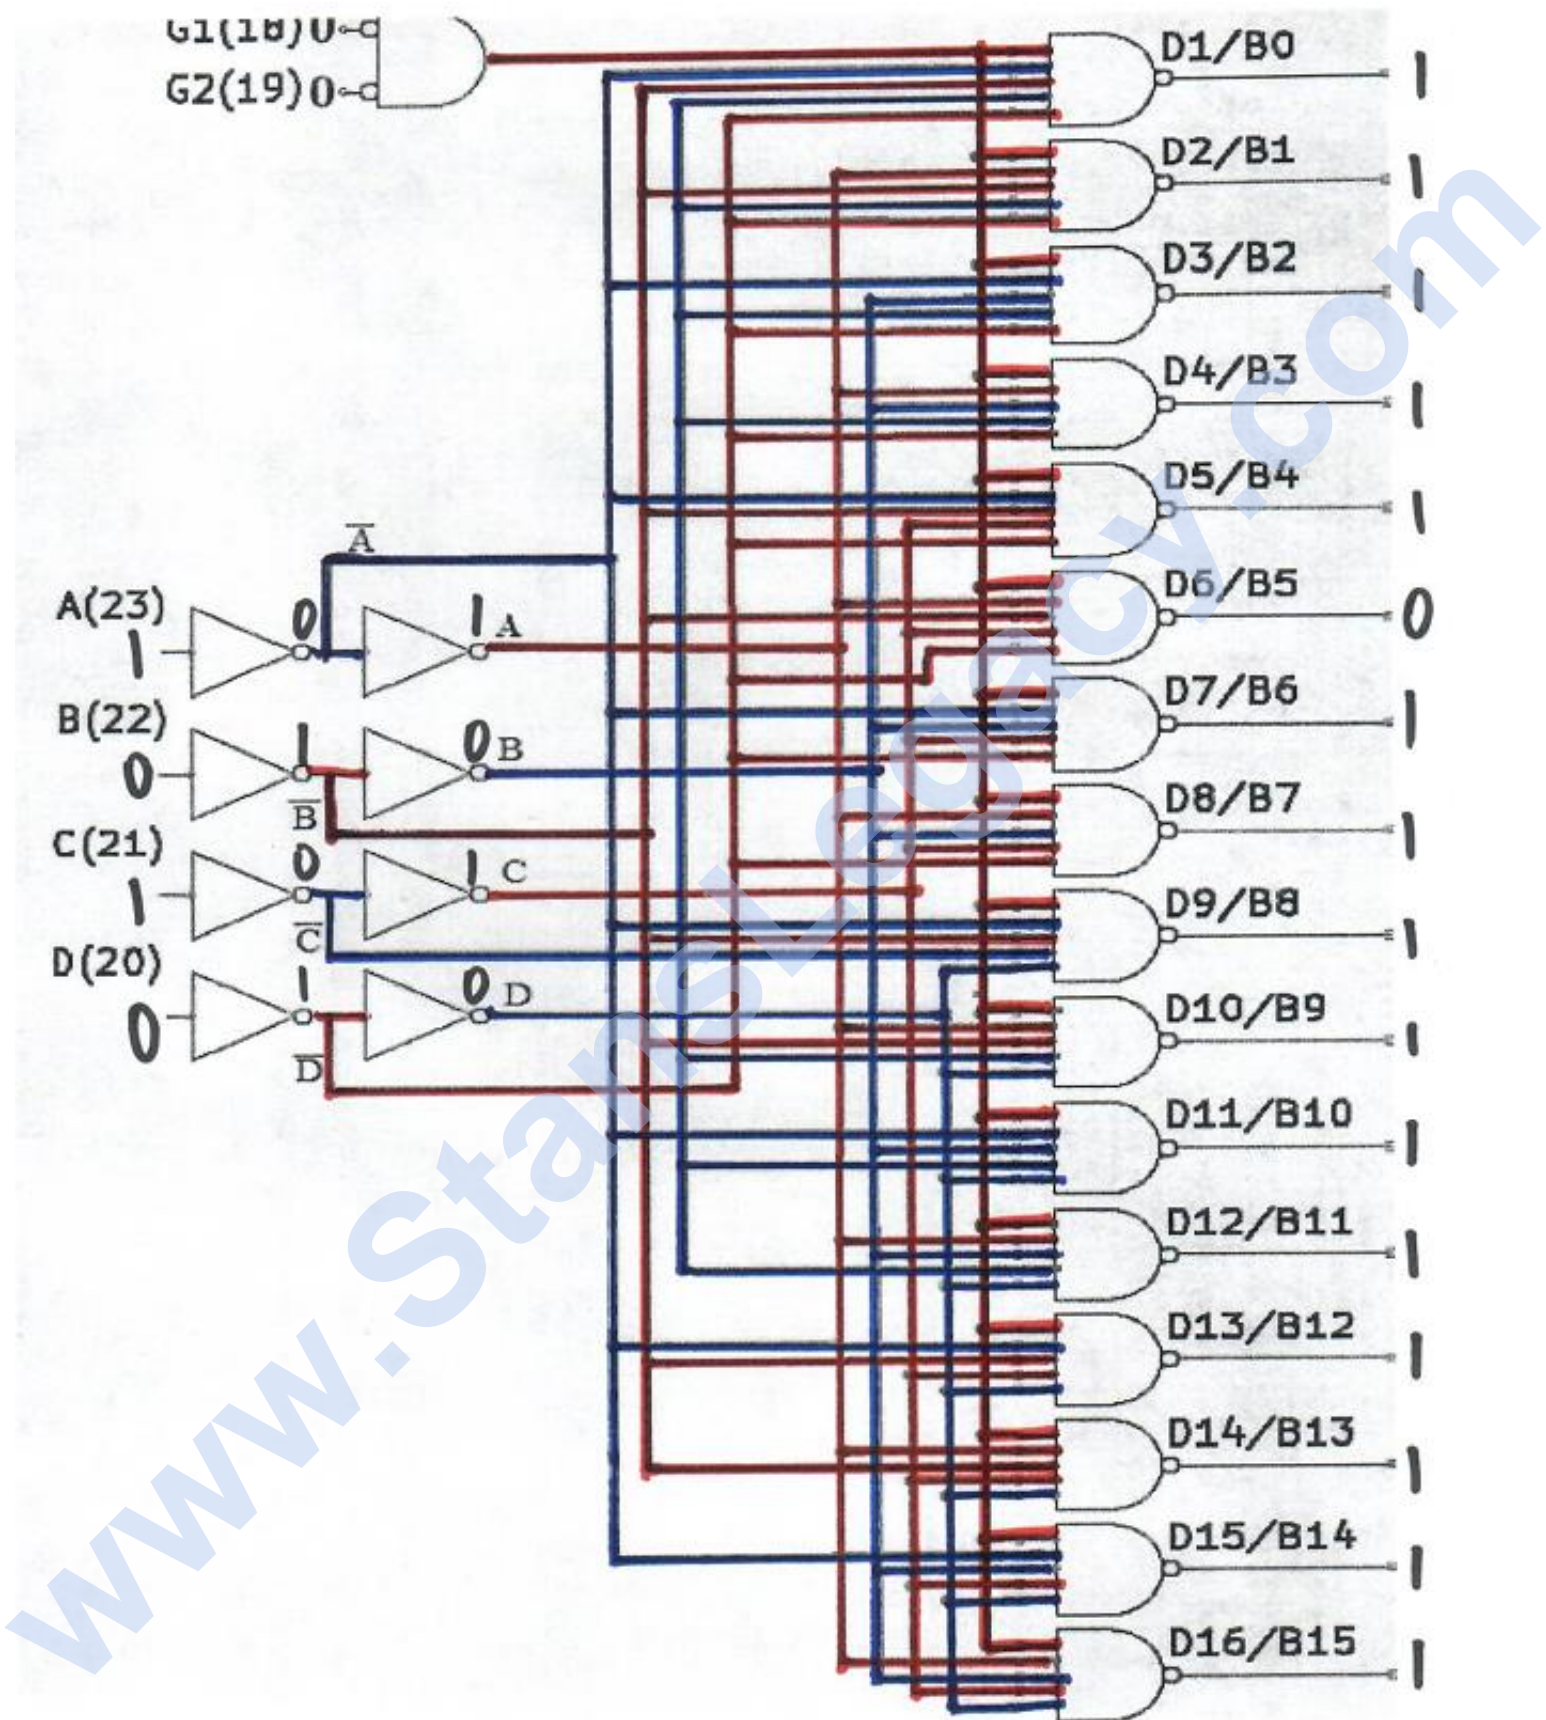 G1(18)0
G2(19)0
D1/B0 1
D2/B1 1
D3/B2 1
D4/B3 1
D5/B4 1
A
A(23) 0 1 A
1
D6/B5 0
B(22) 1 0 B
0
B
D7/B6 1
C(21) 0 1 C
1
C
D8/B7 1
D(20) 1 0 D
0
D
D9/B8 1
D10/B9 1
D11/B10 1
D12/B11 1
D13/B12 1
D14/B13 1
D15/B14 1
D16/B15 1
www.StansLegacy.com